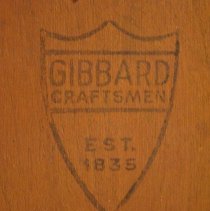 GIBBARD
CRAFTSMEN
EST.
1835